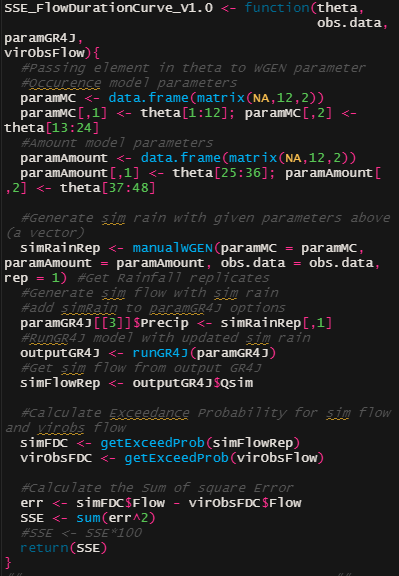 SSE_FlowDurationCurve_V1.0 <- function(theta,
obs.data,
paramGR4J,
virObsFlow){
#Passing element in theta to WGEN parameter
#Occurence model parameters
paramMC <- data.frame(matrix(NA,12,2))
paramMC[,1] <- theta[1:12]; paramMC[,2] <-
theta[13:24]
#Amount model parameters
paramAmount <- data.frame(matrix(NA,12,2))
paramAmount[,1] <- theta[25:36]; paramAmount[
,2] <- theta[37:48]
#Generate sim rain with given parameters above
(a vector)
simRainRep <- manualWGEN(paramMC = paramMC,
paramAmount = paramAmount, obs.data = obs.data,
rep = 1) #Get Rainfall replicates
#Generate sim flow with sim rain
#add simRain to paramGR4J options
paramGR4J[[3]]$Precip <- simRainRep[,1]
#RunGR4J model with updated sim rain
outputGR4J <- runGR4J(paramGR4J)
#Get sim flow from output GR4J
simFlowRep <- outputGR4J$Qsim
#Calculate Exceedance Probability for sim flow
and virobs flow
simFDC <- getExceedProb(simFlowRep)
virObsFDC <- getExceedProb(virObsFlow)
#Calculate the Sum of square Error
err <- simFDC$Flow - virObsFDC$Flow
SSE <- sum(err^2)
#SSE <- SSE*100
return(SSE)
}